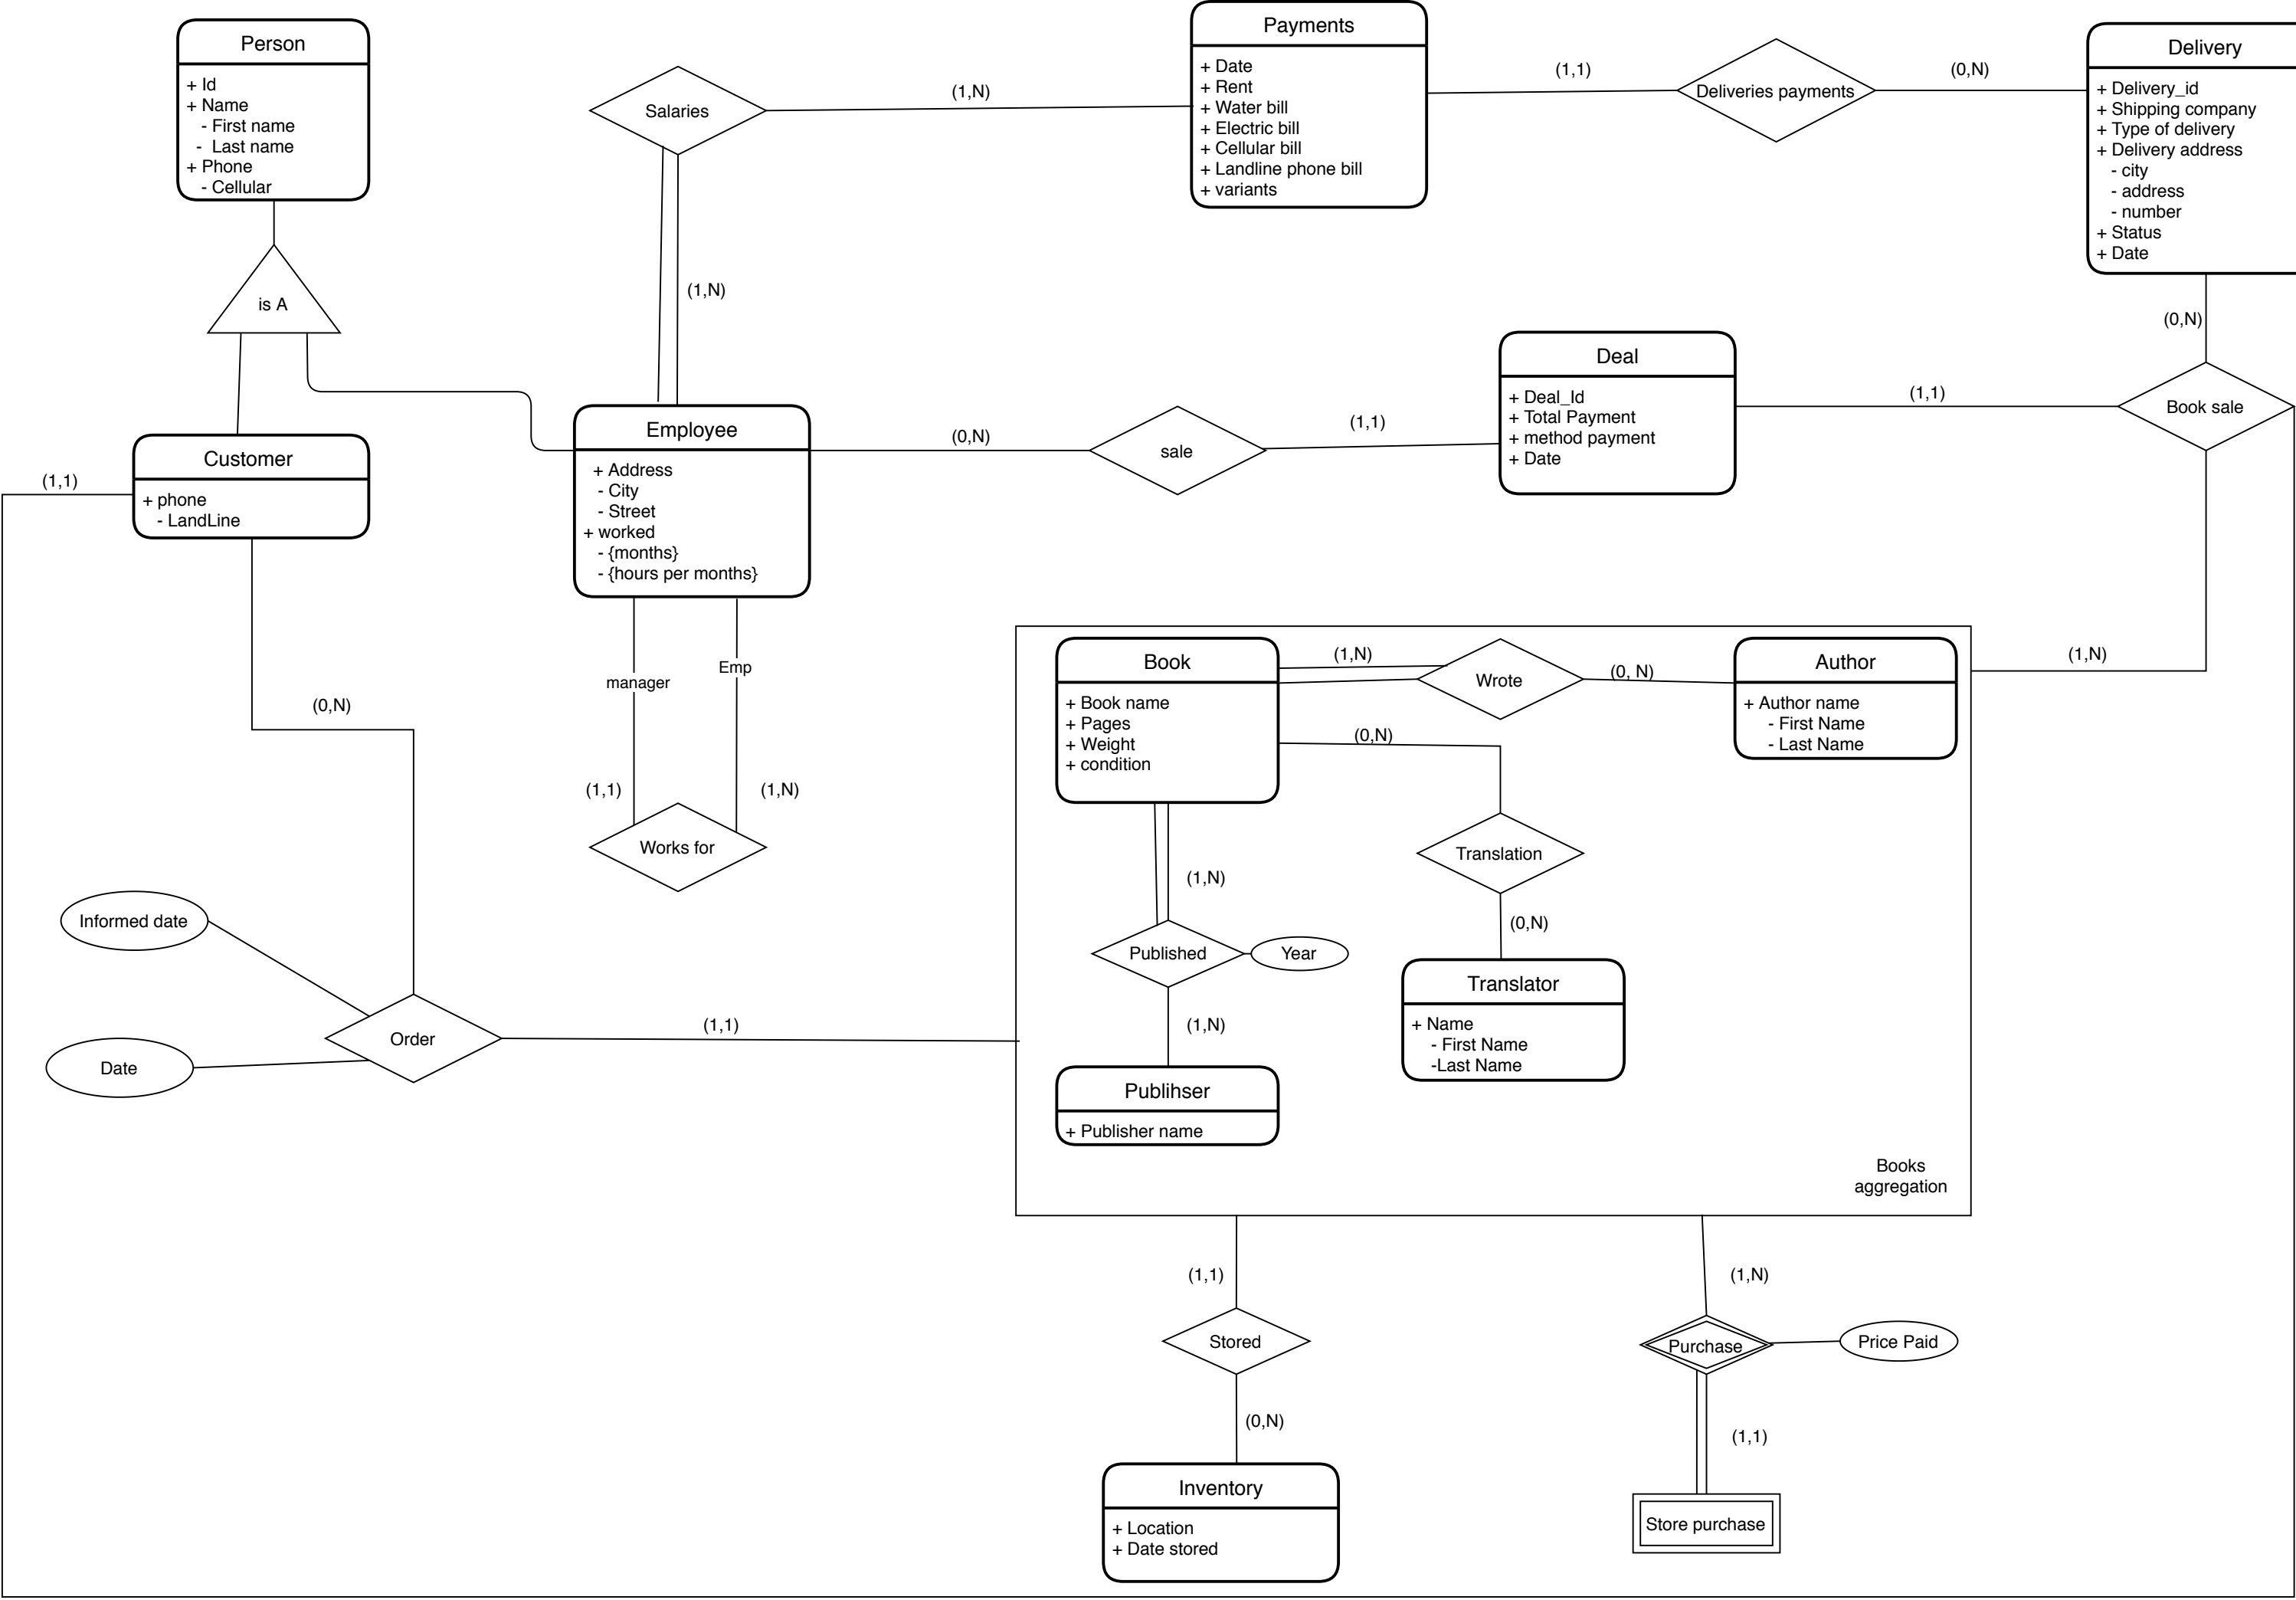 Person
+ Id
+ Name
- First name
- Last name
+ Phone
- Cellular
is A
Salaries
(1,N)
(1,N)
Payments
+ Date
+ Rent
+ Water bill
+ Electric bill
+ Cellular bill
+ Landline phone bill
+ variants
(1,1)
Deliveries payments
(0,N)
Delivery
+ Delivery_id
+ Shipping company
+ Type of delivery
+ Delivery address
- city
- address
- number
+ Status
+ Date
(0,N)
Customer
+ phone
- LandLine
(1,1)
(0,N)
Employee
+ Address
- City
- Street
+ worked
- {months}
- {hours per months}
(0,N)
sale
(1,1)
Deal
+ Deal_Id
+ Total Payment
+ method payment
+ Date
(1,1)
Book sale
(1,N)
manager
Emp
(1,1)
(1,N)
Works for
Book
+ Book name
+ Pages
+ Weight
+ condition
(1,N)
Wrote
(0, N)
Author
+ Author name
- First Name
- Last Name
(0,N)
Translation
(0,N)
Translator
+ Name
- First Name
-Last Name
(1,N)
Published
Year
(1,N)
Publihser
+ Publisher name
Books
aggregation
Informed date
Date
Order
(1,1)
(1,1)
Stored
(0,N)
Inventory
+ Location
+ Date stored
(1,N)
Purchase
Price Paid
(1,1)
Store purchase